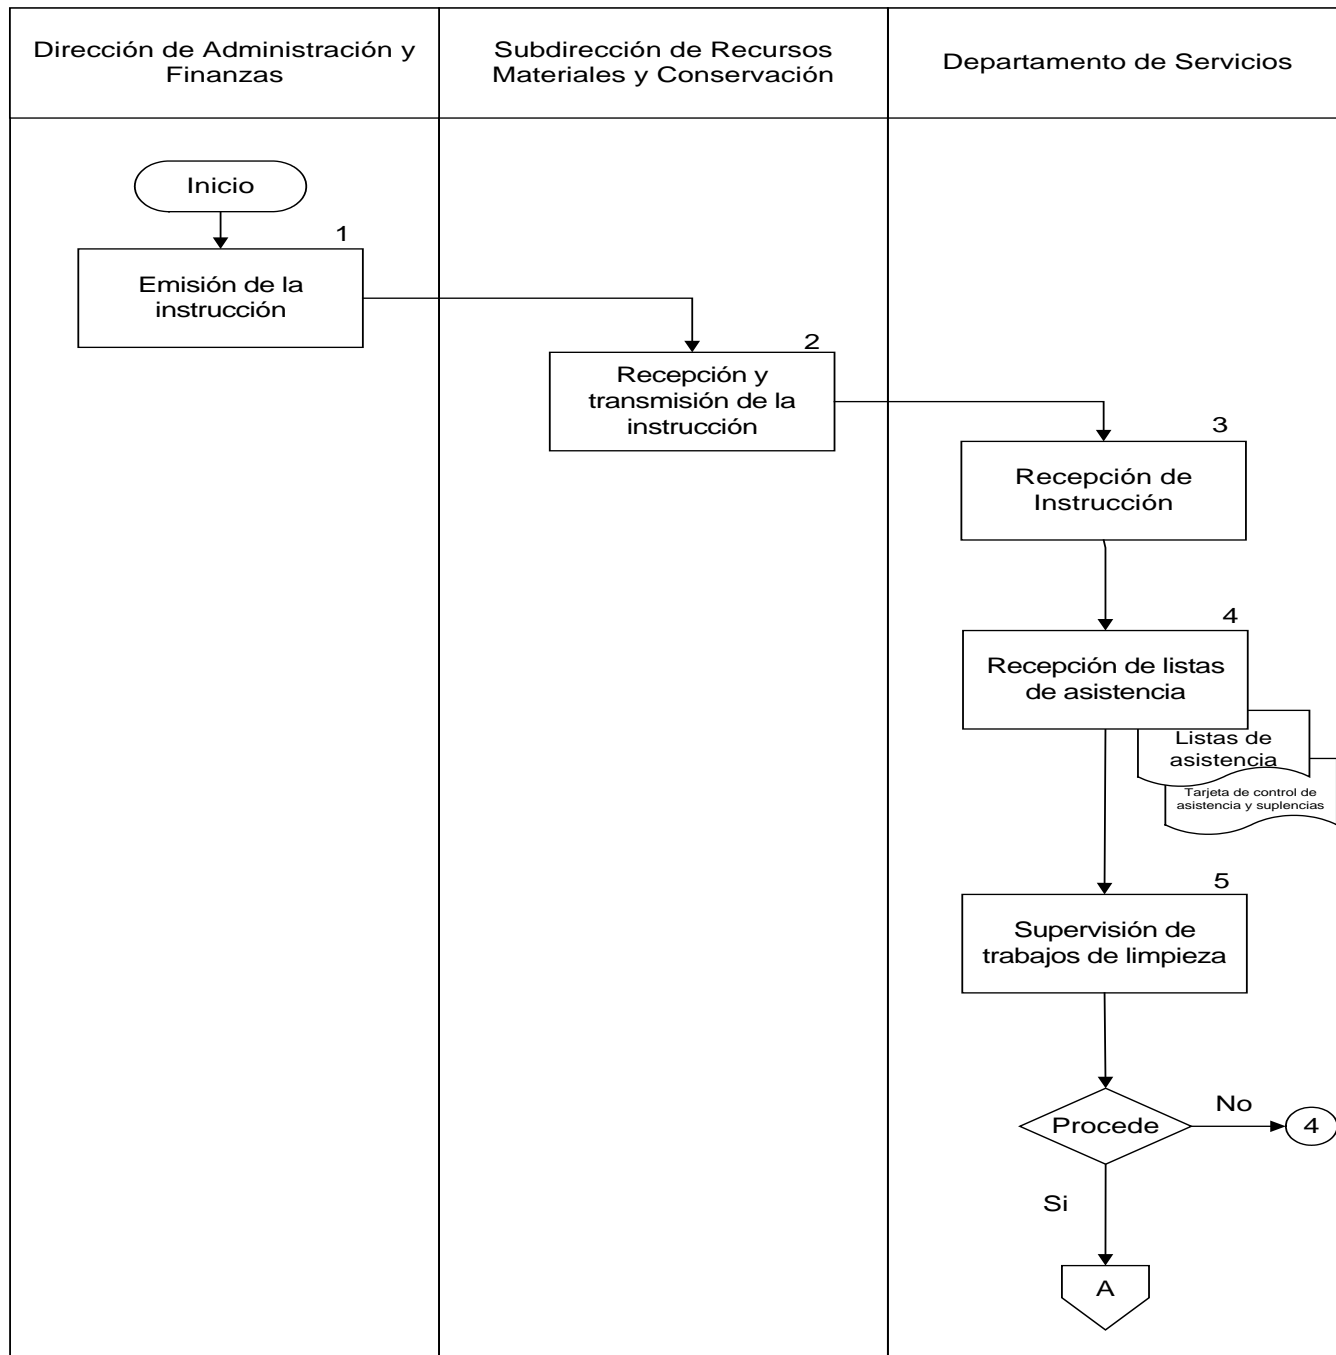 Dirección de Administración y
Finanzas
Subdirección de Recursos
Materiales y Conservación
Departamento de Servicios
Inicio
1
Emisión de la
instrucción
2
Recepción y
transmisión de la
instrucción
3
Recepción de
Instrucción
4
Recepción de listas
de asistencia
Listas de
asistencia
Tarjeta de control de
asistencia y suplencias
5
Supervisión de
trabajos de limpieza
Procede
No
4
Si
A